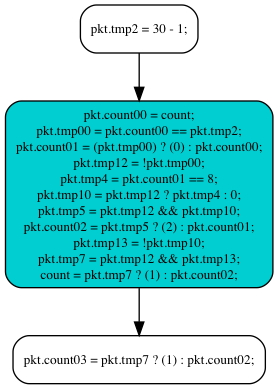 pkt.tmp2 = 30 - 1;
pkt.count00 = count;
pkt.tmp00 = pkt.count00 == pkt.tmp2;
pkt.count01 = (pkt.tmp00) ? (0) : pkt.count00;
pkt.tmp12 = !pkt.tmp00;
pkt.tmp4 = pkt.count01 == 8;
pkt.tmp10 = pkt.tmp12 ? pkt.tmp4 : 0;
pkt.tmp5 = pkt.tmp12 && pkt.tmp10;
pkt.count02 = pkt.tmp5 ? (2) : pkt.count01;
pkt.tmp13 = !pkt.tmp10;
pkt.tmp7 = pkt.tmp12 && pkt.tmp13;
count = pkt.tmp7 ? (1) : pkt.count02;
pkt.count03 = pkt.tmp7 ? (1) : pkt.count02;